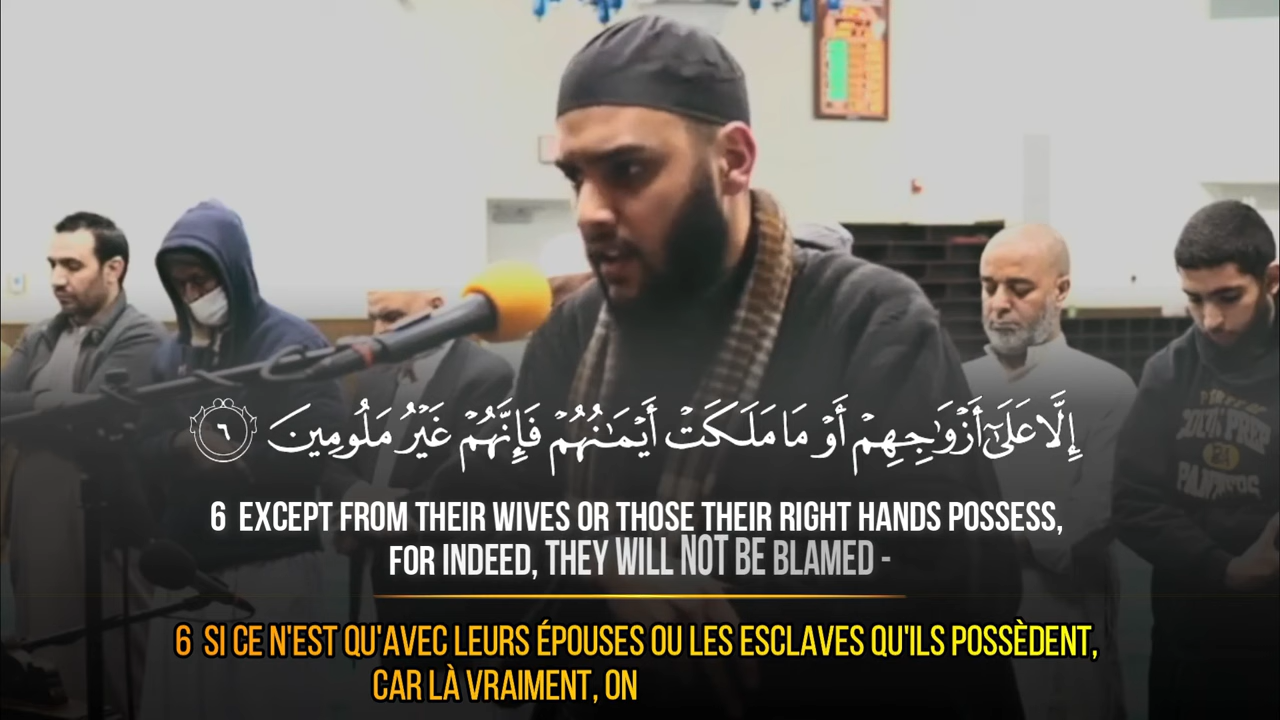 إِلَّا عَلَىٰٓ أَزْوَٰجِهِمْ أَوْ مَا مَلَكَتْ أَيْمَـٰنُهُمْ فَإِنَّهُمْ غَيْرُ مَلُومِينَ ٦
6 EXCEPT FROM THEIR WIVES OR THOSE THEIR RIGHT HANDS POSSESS,
FOR INDEED, THEY WILL NOT BE BLAMED -
6 SI CE N'EST QU'AVEC LEURS ÉPOUSES OU LES ESCLAVES QU'ILS POSSÈDENT,
CAR LÀ VRAIMENT, ON